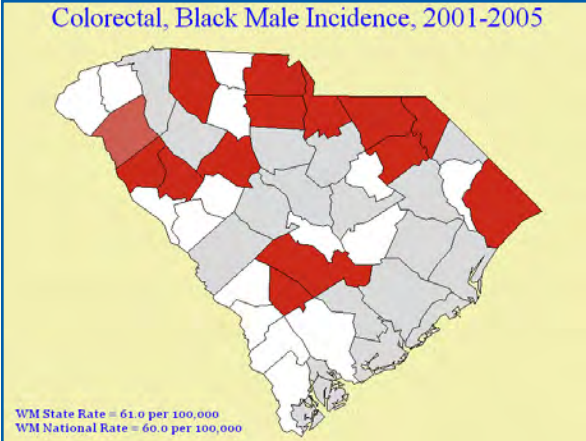 Colorectal, Black Male Incidence, 2001-2005
WM State Rate = 61.0 per 100,000
WM National Rate = 60.0 per 100,000